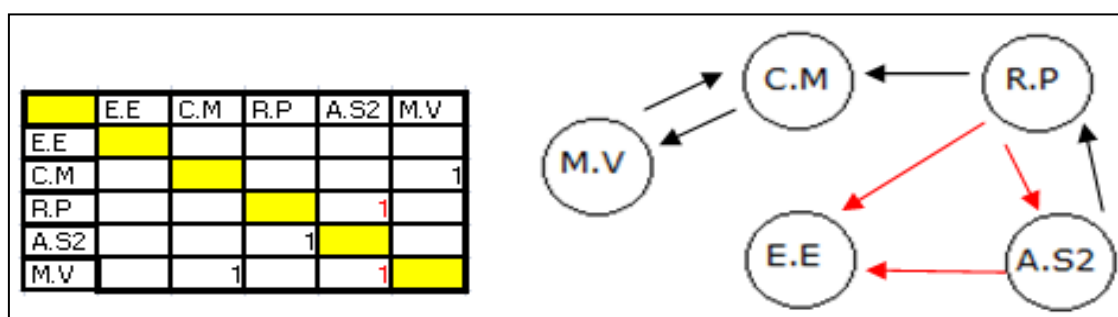 E.E C.M R.P A.S2 M.V
E.E
C.M 1
R.P 1
A.S2 1
M.V 1 1
C.M
R.P
M.V
E.E
A.S2